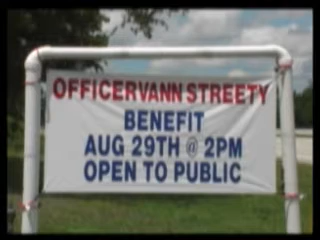 OFFICERVANN STREETY
BENEFIT
AUG 29TH @ 2PM
OPEN TO PUBLIC